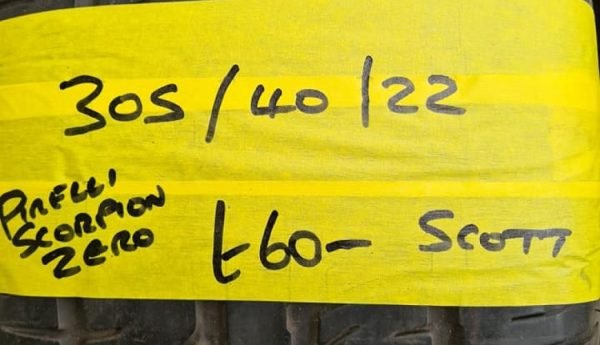 305/40/22
PIRELLI
SCORPION
ZERO
£60- SCOTT